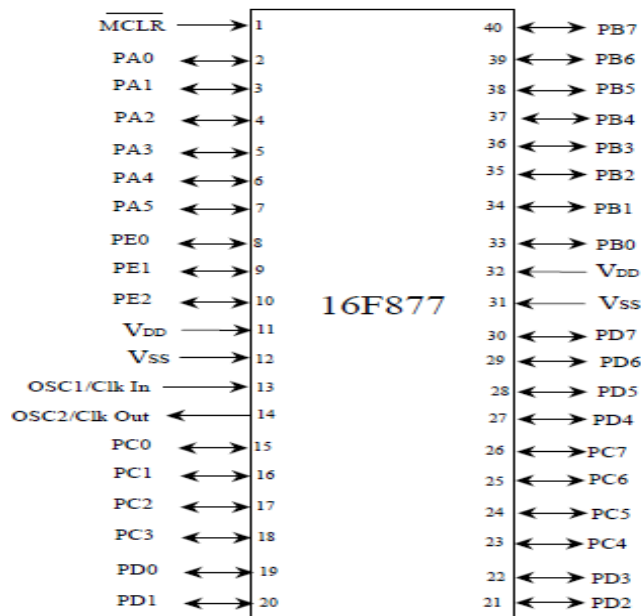 MCLR 1 40 PB7
PA0 2 39 PB6
PA1 3 38 PB5
PA2 4 37 PB4
PA3 5 36 PB3
PA4 6 35 PB2
PA5 7 34 PB1
PE0 8 33 PB0
PE1 9 32 VDD
PE2 10 16F877 31 VSS
VDD 11 30 PD7
VSS 12 29 PD6
OSC1/Clk In 13 28 PD5
OSC2/Clk Out 14 27 PD4
PC0 15 26 PC7
PC1 16 25 PC6
PC2 17 24 PC5
PC3 18 23 PC4
PD0 19 22 PD3
PD1 20 21 PD2